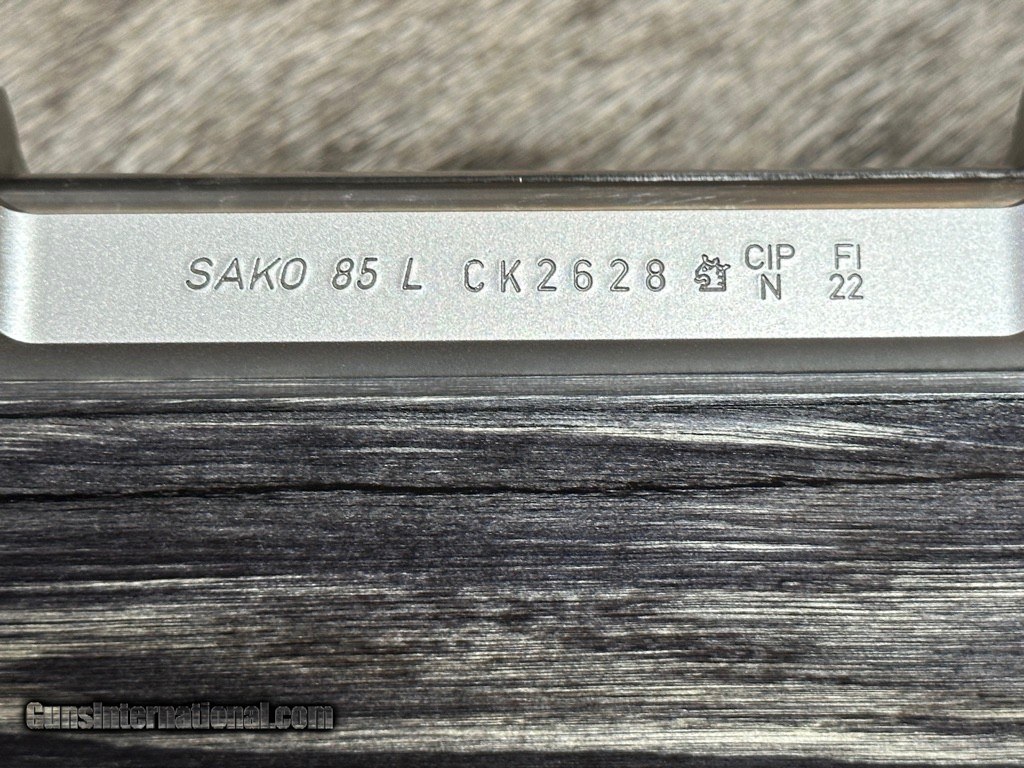 SAKO 85 L CK2628 CIP FI
N 22
GunsInternational.com